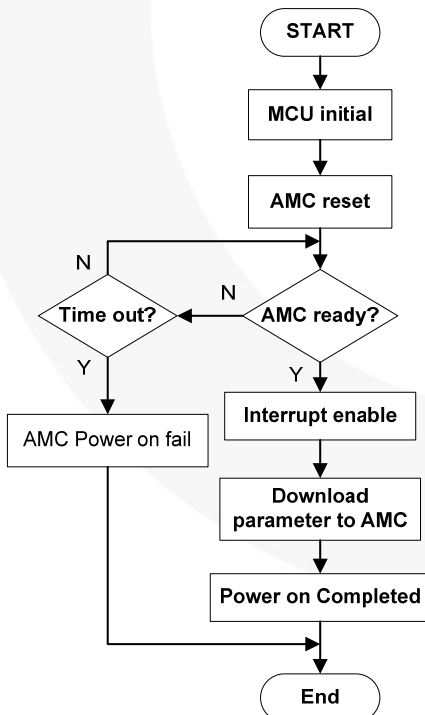 START
MCU initial
AMC reset
N
N
Time out?
AMC ready?
Y
Y
Interrupt enable
AMC Power on fail
Download
parameter to AMC
Power on Completed
End